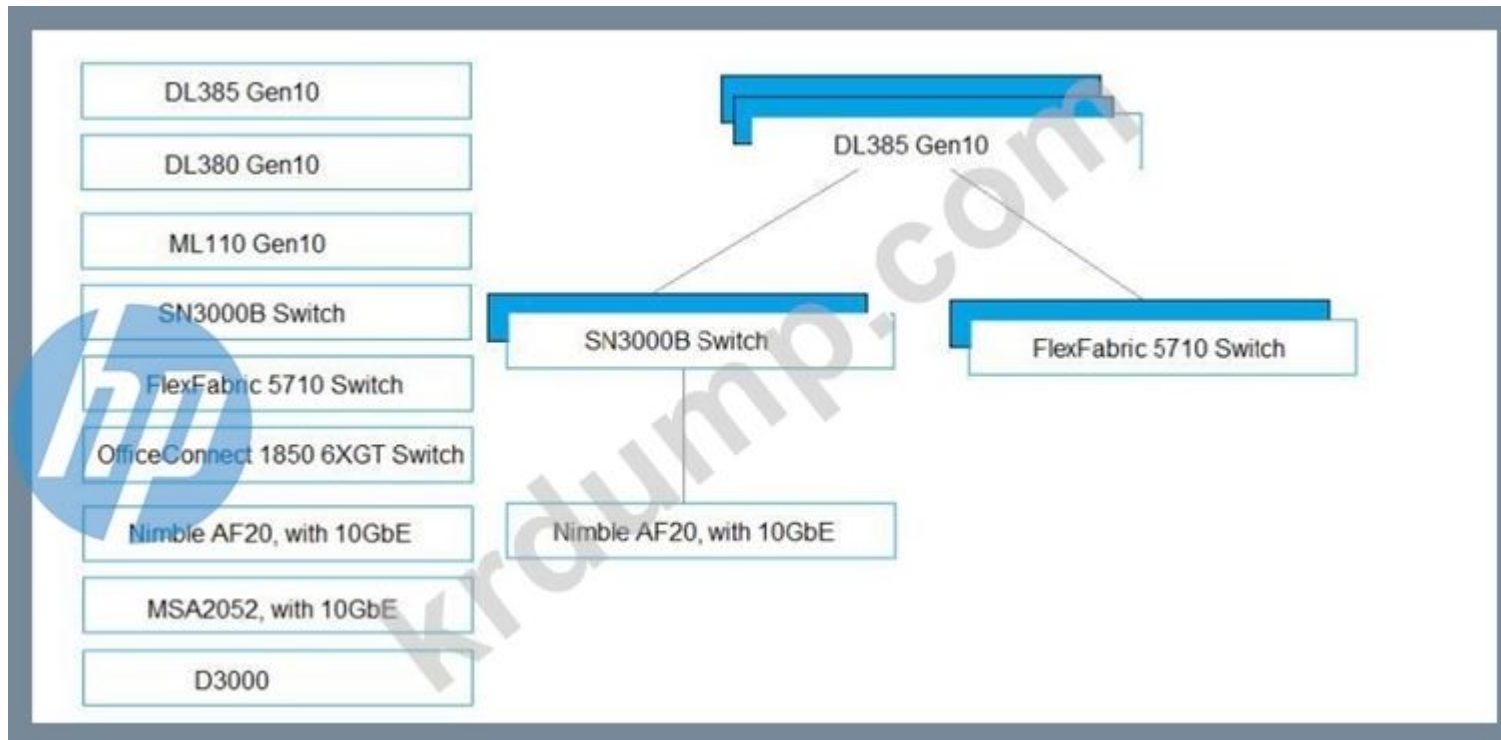 DL385 Gen10
DL380 Gen10
ML110 Gen10
SN3000B Switch
FlexFabric 5710 Switch
OfficeConnect 1850 6XGT Switch
Nimble AF20, with 10GbE
MSA2052, with 10GbE
D3000
DL385 Gen10
SN3000B Switch
FlexFabric 5710 Switch
Nimble AF20, with 10GbE
hp
krdump.com